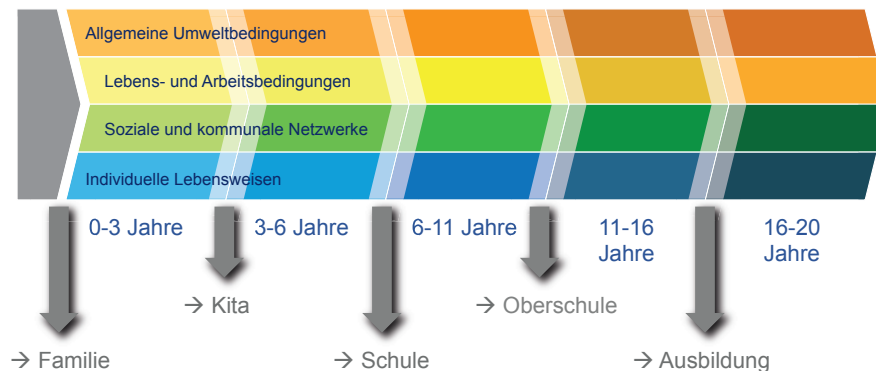 Allgemeine Umweltbedingungen
Lebens- und Arbeitsbedingungen
Soziale und kommunale Netzwerke
Individuelle Lebensweisen
0-3 Jahre
3-6 Jahre
6-11 Jahre
11-16
Jahre
16-20
Jahre
→ Kita
→ Oberschule
→ Familie
→ Schule
→ Ausbildung